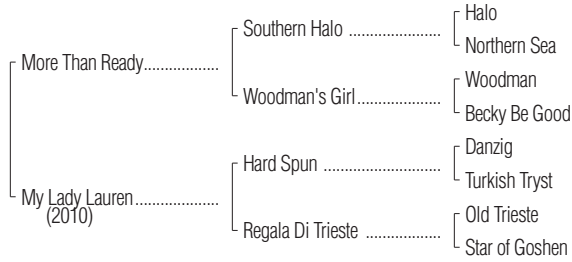 Halo
Southern Halo ....................
Northern Sea
More Than Ready................
Woodman
Woodman's Girl..................
Becky Be Good
Danzig
Hard Spun .........................
Turkish Tryst
My Lady Lauren..................
(2010)
Old Trieste
Regala Di Trieste ................
Star of Goshen